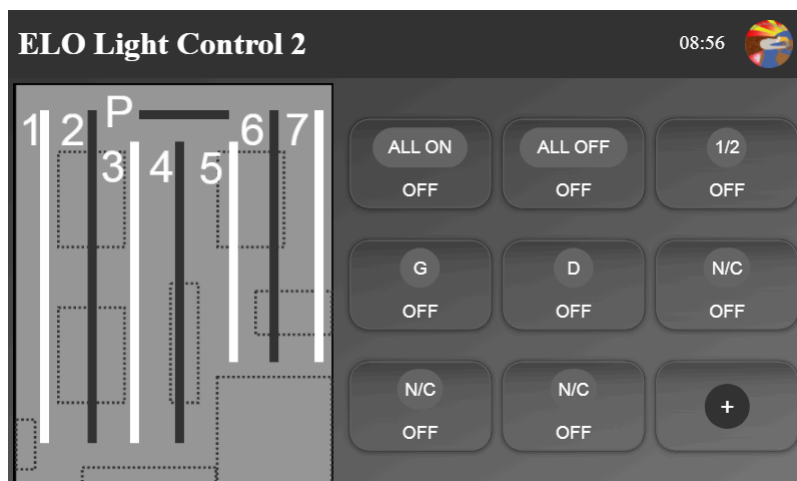 ELO Light Control 2
08:56
1 2 P 3 4 5 6 7
ALL ON
OFF
ALL OFF
OFF
1/2
OFF
G
OFF
D
OFF
N/C
OFF
N/C
OFF
N/C
OFF
+